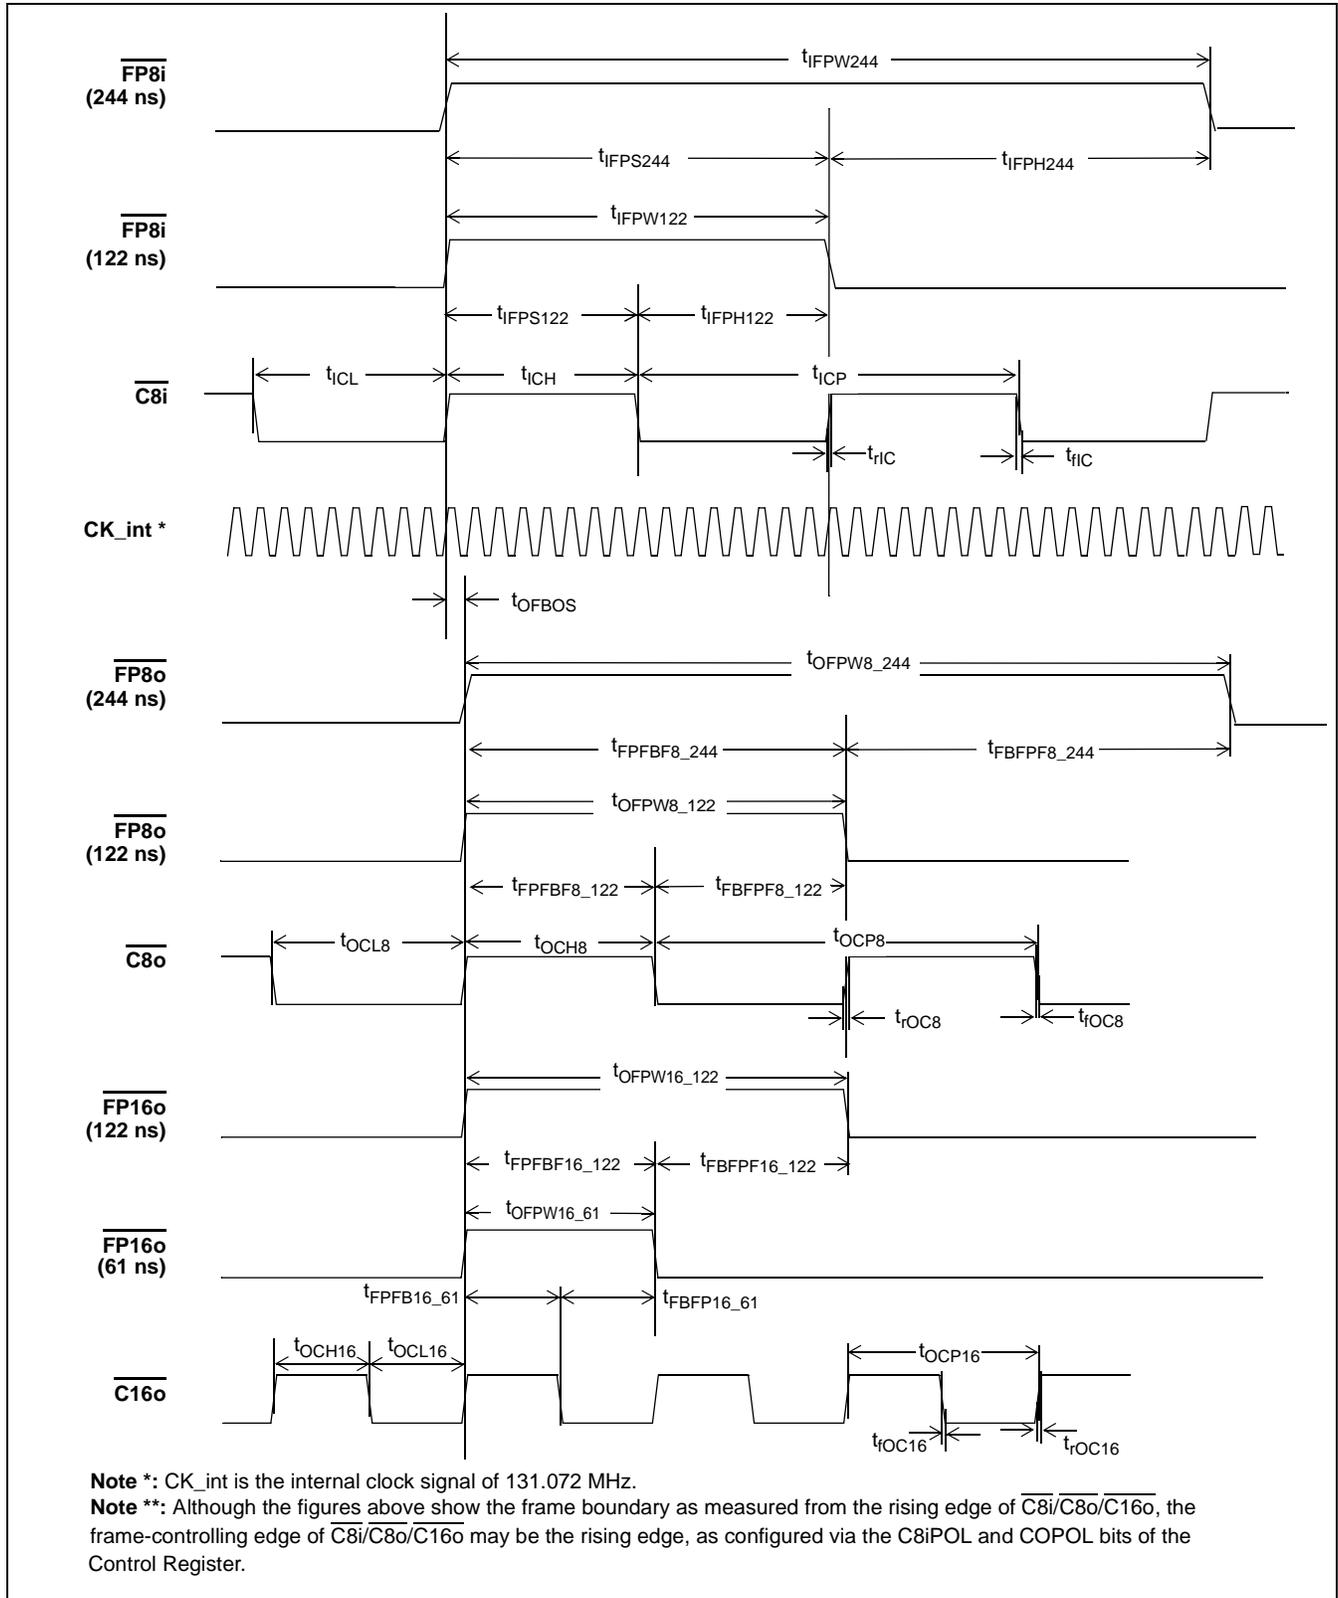 tIFPW244
FP8i
(244 ns)
tIFPS244 tIFPH244
tIFPW122
FP8i
(122 ns)
tIFPS122 tIFPH122
tICL tICH tICP
C8i
trIC tfIC
CK_int *
tOFBOS
tOFPW8_244
FP8o
(244 ns)
tFPFBF8_244 tFBFPF8_244
tOFPW8_122
FP8o
(122 ns)
tFPFBF8_122 tFBFPF8_122
tOCL8 tOCH8 tOCP8
C8o
trOC8 tfOC8
tOFPW16_122
FP16o
(122 ns)
tFPFBF16_122 tFBFPF16_122
tOFPW16_61
FP16o
(61 ns)
tFPFB16_61 tFBFP16_61
tOCH16 tOCL16 tOCP16
C16o
tfOC16 trOC16
Note *: CK_int is the internal clock signal of 131.072 MHz.
Note **: Although the figures above show the frame boundary as measured from the rising edge of C8i/C8o/C16o, the
frame-controlling edge of C8i/C8o/C16o may be the rising edge, as configured via the C8iPOL and COPOL bits of the
Control Register.